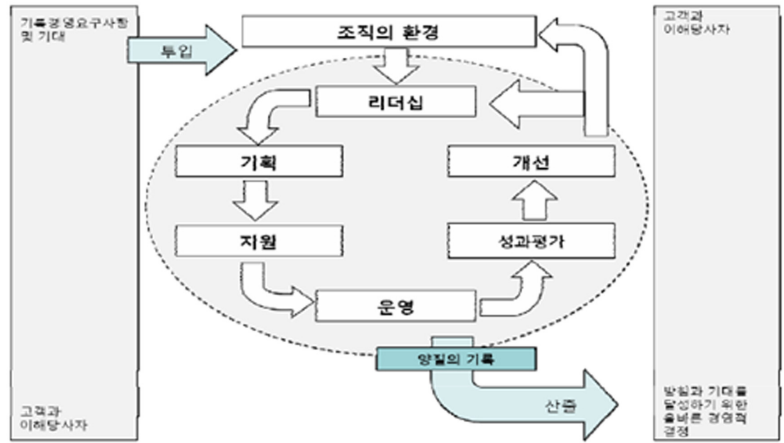 기록경영요구사항
및 기대
투입
조직의 환경
고객과
이해당사자
리더십
기획
개선
지원
성과평가
운영
양질의 기록
산출
고객과
이해당사자
방침과 기대를
달성하기 위한
올바른 경영적
결정